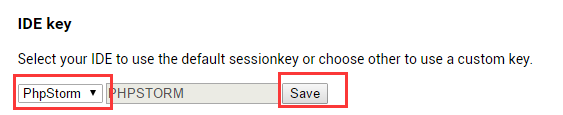 IDE key
Select your IDE to use the default sessionkey or choose other to use a custom key.
PhpStorm PHPSTORM Save